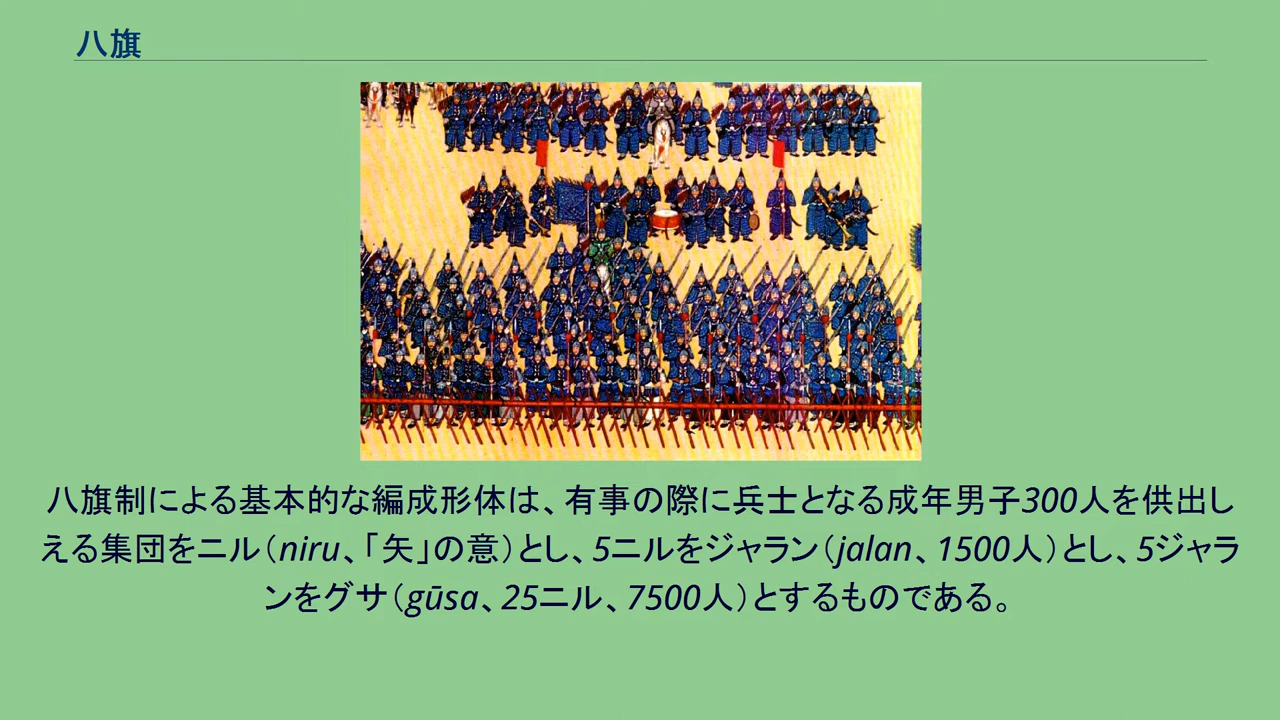 八旗
八旗制による基本的な編成形体は、有事の際に兵士となる成年男子300人を供出し
える集団をニル（niru、「矢」の意）とし、5ニルをジャラン（jalan、1500人）とし、5ジャラ
ンをグサ（gūsa、25ニル、7500人）とするものである。